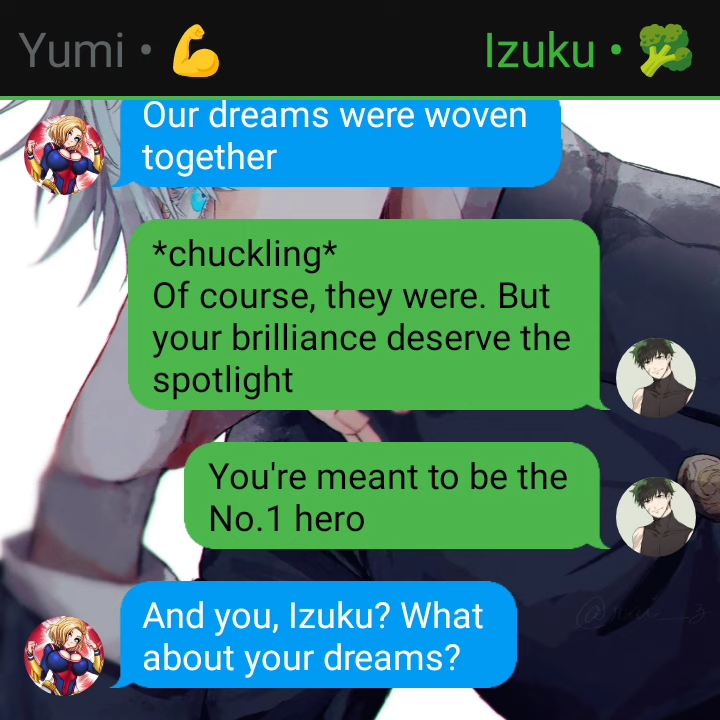 Yumi • 💪
Izuku • 🥦
Our dreams were woven
together
*chuckling*
Of course, they were. But
your brilliance deserve the
spotlight
You're meant to be the
No.1 hero
And you, Izuku? What
about your dreams?